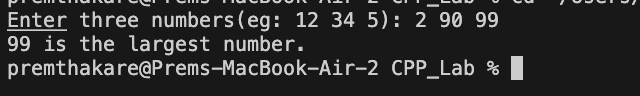 Enter three numbers(eg: 12 34 5): 2 90 99
99 is the largest number.
premthakare@Prems-MacBook-Air-2 CPP_Lab %